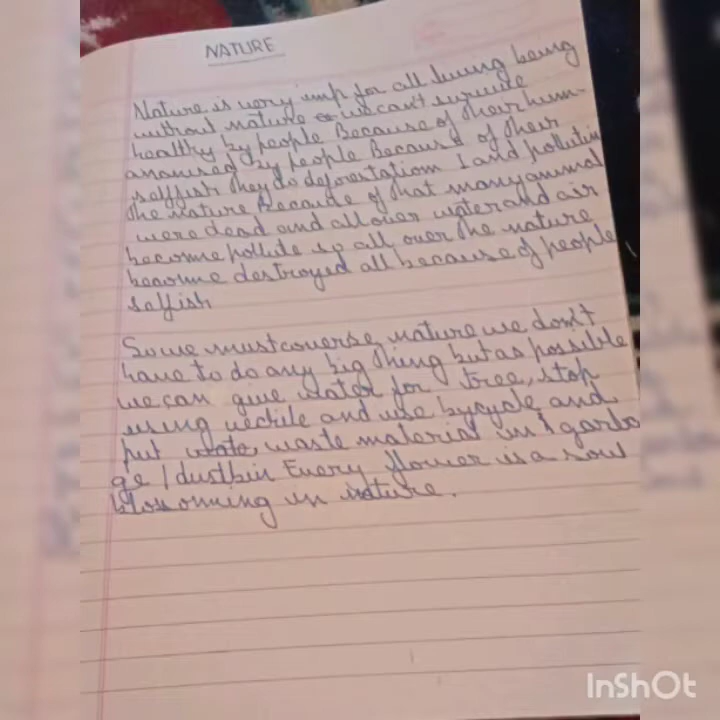 NATURE
Nature is very imp for all living being
without nature we can't survive
healthy by people Because of their hum-
by people Because of their
selfish they do deforestation and pollution
the nature, Because of that many animal
were dead and all over water and air
become pollute so all over the nature
become destroyed all because of people
selfish
So we must converse nature we don't
have to do any big thing but as possible
we can give water for tree, stop
using vechile and use bycycle and
put waste material in garba
ge / dustbin Every flower is a soul
blossomming in nature.
InShOt